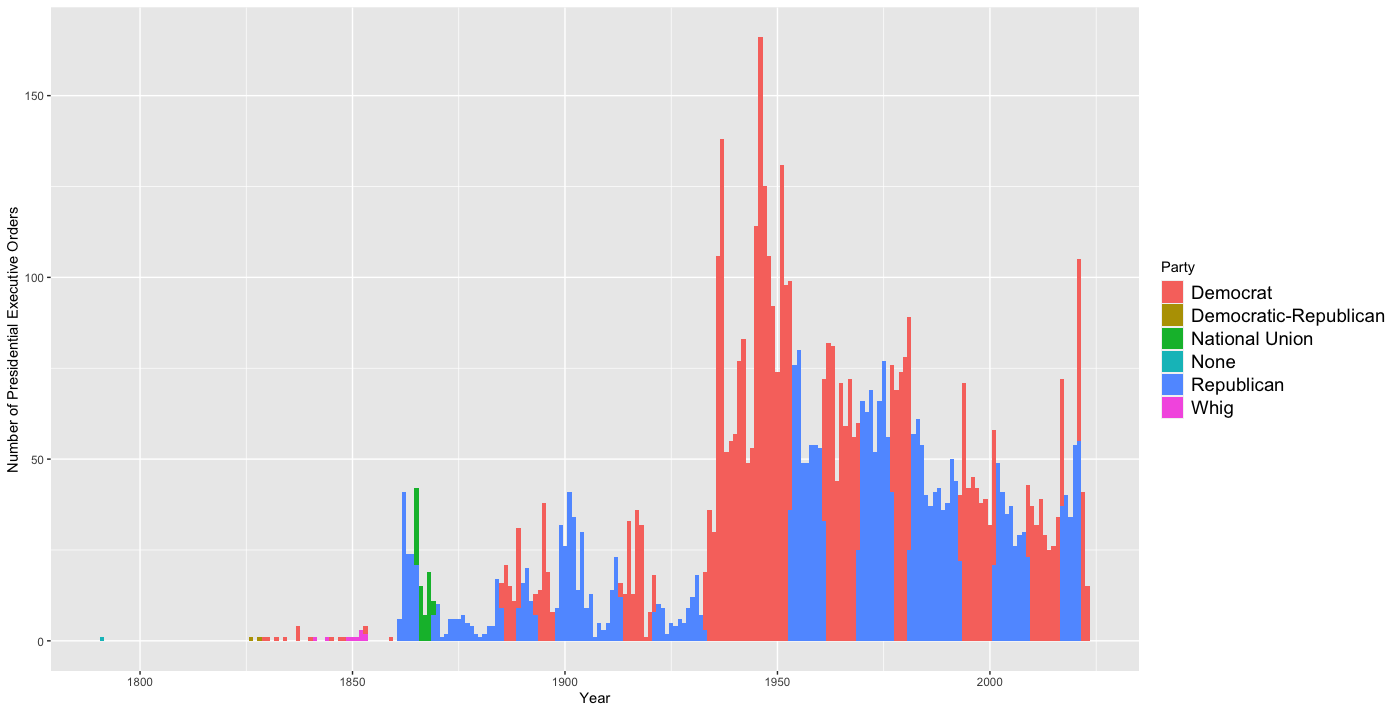 Number of Presidential Executive Orders
150
100
50
0
1800
1850
1900
1950
2000
Year
Party
Democrat
Democratic-Republican
National Union
None
Republican
Whig